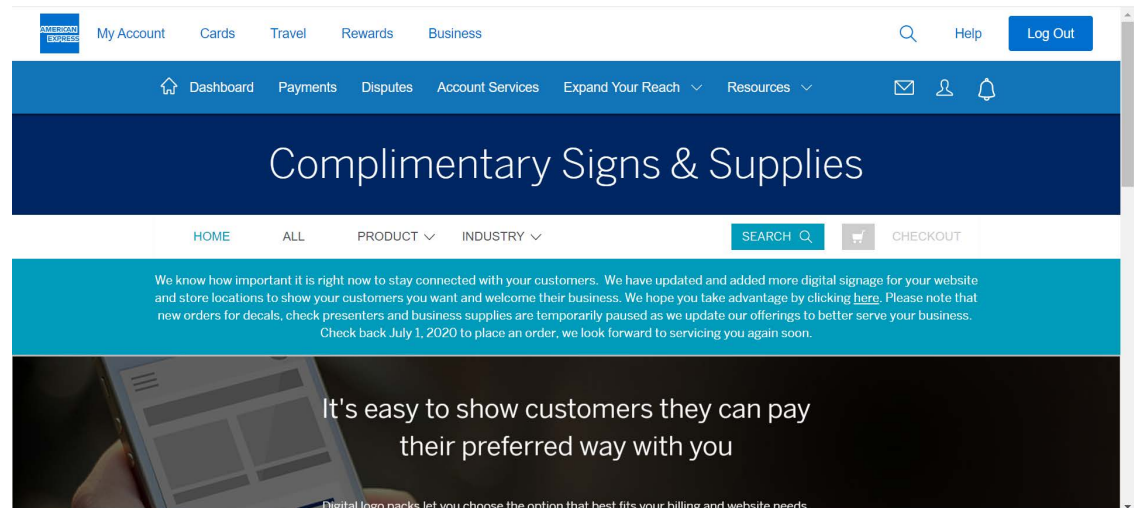 AMERICAN
EXPRESS
My Account Cards Travel Rewards Business Help Log Out
Dashboard Payments Disputes Account Services Expand Your Reach Resources
Complimentary Signs & Supplies
HOME ALL PRODUCT INDUSTRY SEARCH CHECKOUT
We know how important it is right now to stay connected with your customers. We have updated and added more digital signage for your website
and store locations to show your customers you want and welcome their business. We hope you take advantage by clicking here. Please note that
new orders for decals, check presenters and business supplies are temporarily paused as we update our offerings to better serve your business.
Check back July 1, 2020 to place an order, we look forward to servicing you again soon.
It's easy to show customers they can pay
their preferred way with you
Digital logo packs let you choose the option that best fits your billing and website needs